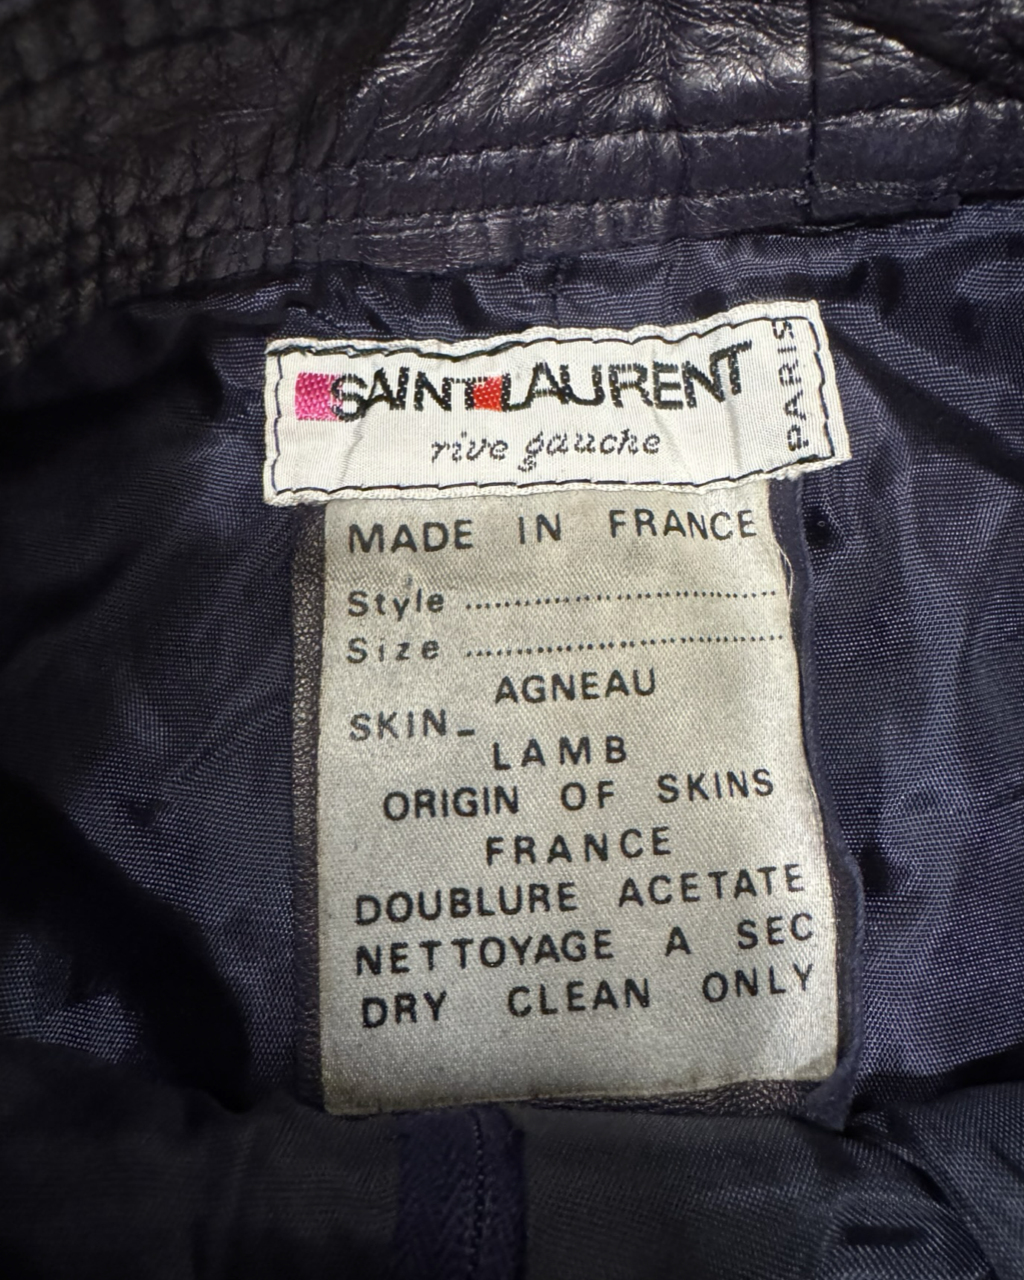 SAINT LAURENT
PARIS
rive gauche
MADE IN FRANCE
Style ........................................
Size ........................................
AGNEAU
SKIN_
LAMB
ORIGIN OF SKINS
FRANCE
DOUBLURE ACETATE
NETTOYAGE A SEC
DRY CLEAN ONLY